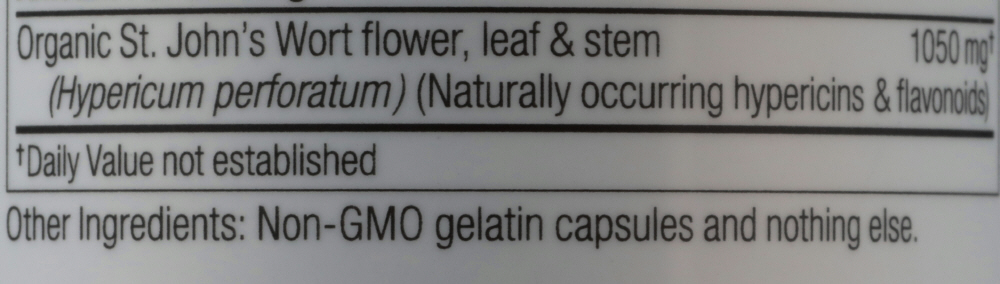 Organic St. John's Wort flower, leaf & stem 1050 mg†
(Hypericum perforatum) (Naturally occurring hypericins & flavonoids)
†Daily Value not established
Other Ingredients: Non-GMO gelatin capsules and nothing else.